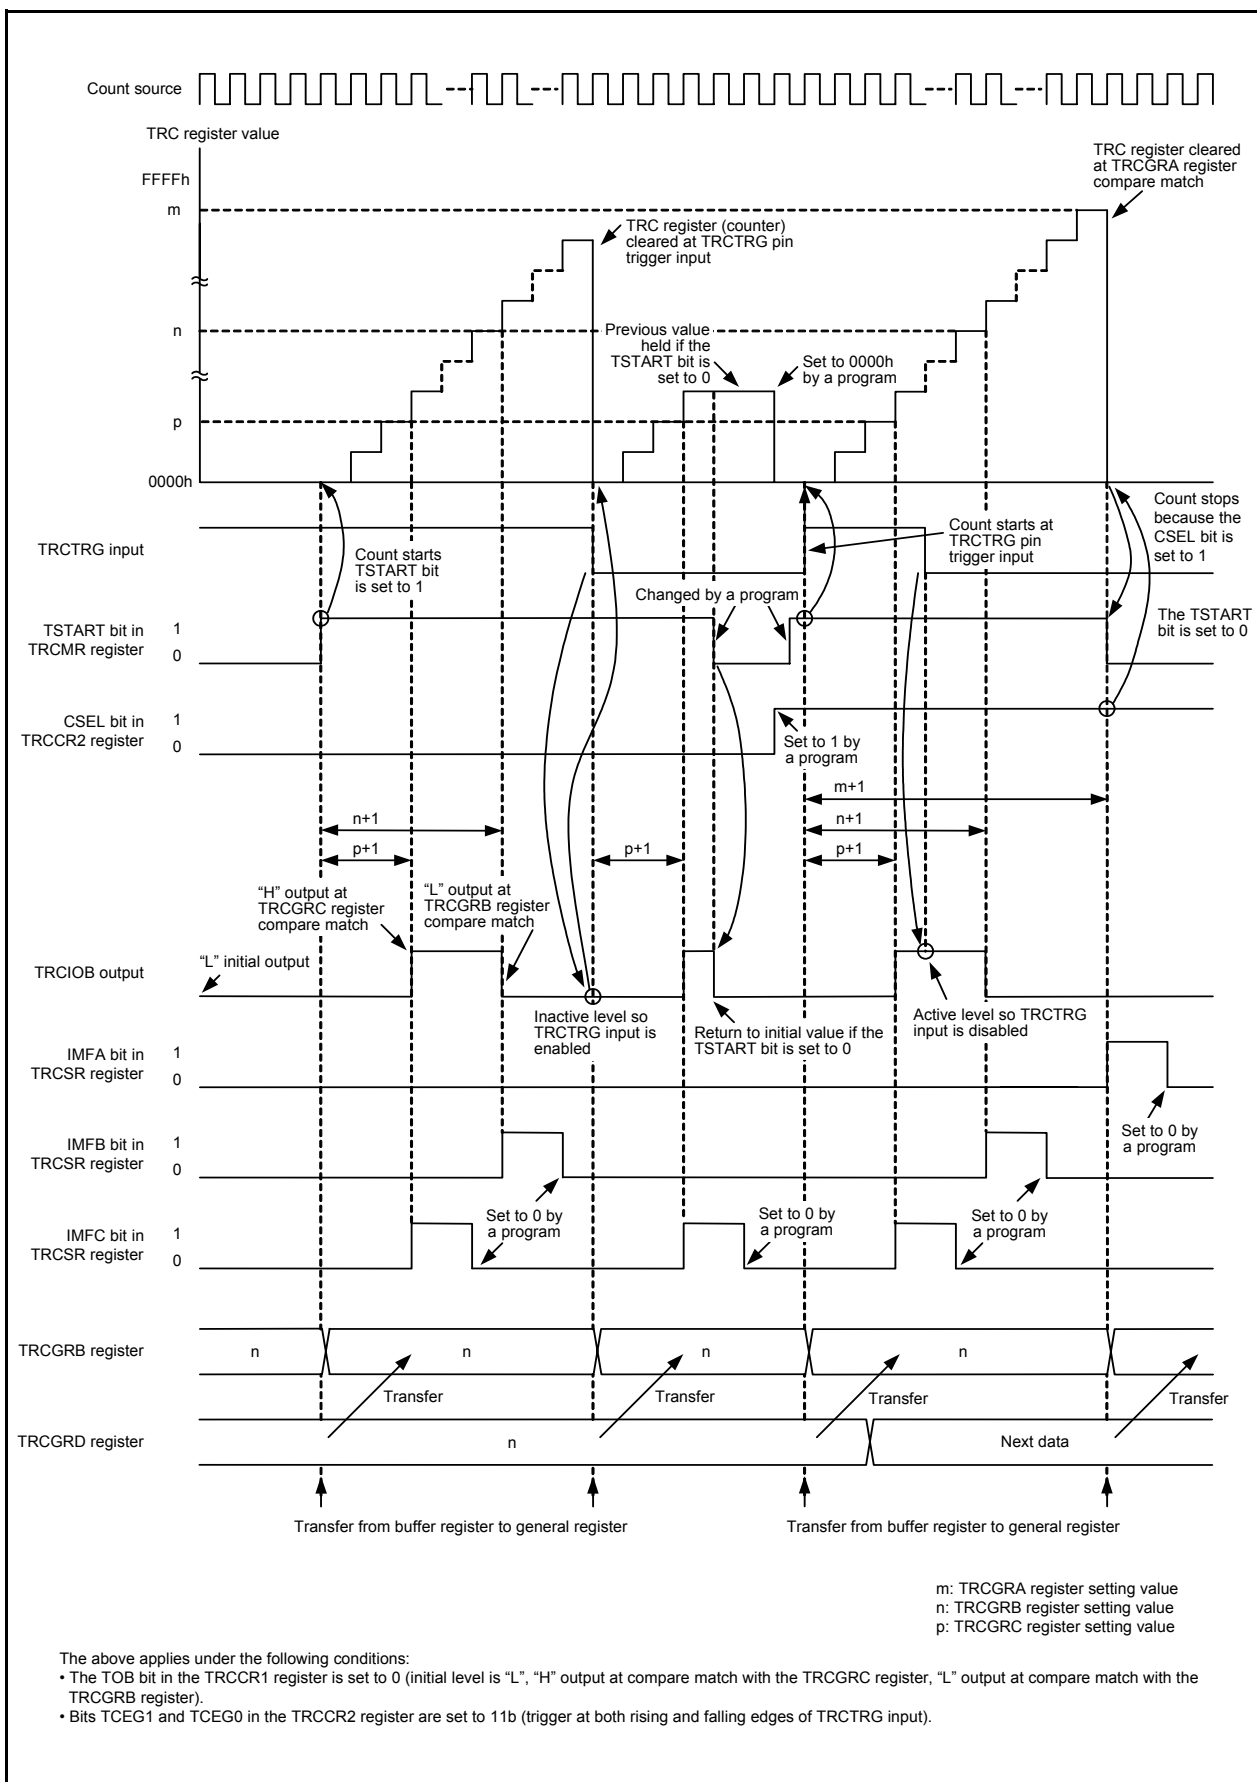 Count source
TRC register value
FFFFh
m
TRC register cleared
at TRCGRA register
compare match
TRC register (counter)
cleared at TRCTRG pin
trigger input
n
Previous value
held if the
TSTART bit is
set to 0
Set to 0000h
by a program
p
0000h
TRCTRG input
Count starts
TSTART bit
is set to 1
Count starts at
TRCTRG pin
trigger input
Count stops
because the
CSEL bit is
set to 1
Changed by a program
TSTART bit in
TRCMR register
1
0
The TSTART
bit is set to 0
CSEL bit in
TRCCR2 register
1
0
Set to 1 by
a program
m+1
n+1
n+1
p+1
p+1
p+1
“H” output at
TRCGRC register
compare match
“L” output at
TRCGRB register
compare match
“L” initial output
TRCIOB output
Inactive level so
TRCTRG input is
enabled
Return to initial value if the
TSTART bit is set to 0
Active level so TRCTRG
input is disabled
IMFA bit in
TRCSR register
1
0
Set to 0 by
a program
IMFB bit in
TRCSR register
1
0
Set to 0 by
a program
Set to 0 by
a program
Set to 0 by
a program
IMFC bit in
TRCSR register
1
0
TRCGRB register
n
n
n
n
Transfer
Transfer
Transfer
Transfer
TRCGRD register
n
Next data
Transfer from buffer register to general register
Transfer from buffer register to general register
m: TRCGRA register setting value
n: TRCGRB register setting value
p: TRCGRC register setting value
The above applies under the following conditions:
• The TOB bit in the TRCCR1 register is set to 0 (initial level is “L”, “H” output at compare match with the TRCGRC register, “L” output at compare match with the
TRCGRB register).
• Bits TCEG1 and TCEG0 in the TRCCR2 register are set to 11b (trigger at both rising and falling edges of TRCTRG input).